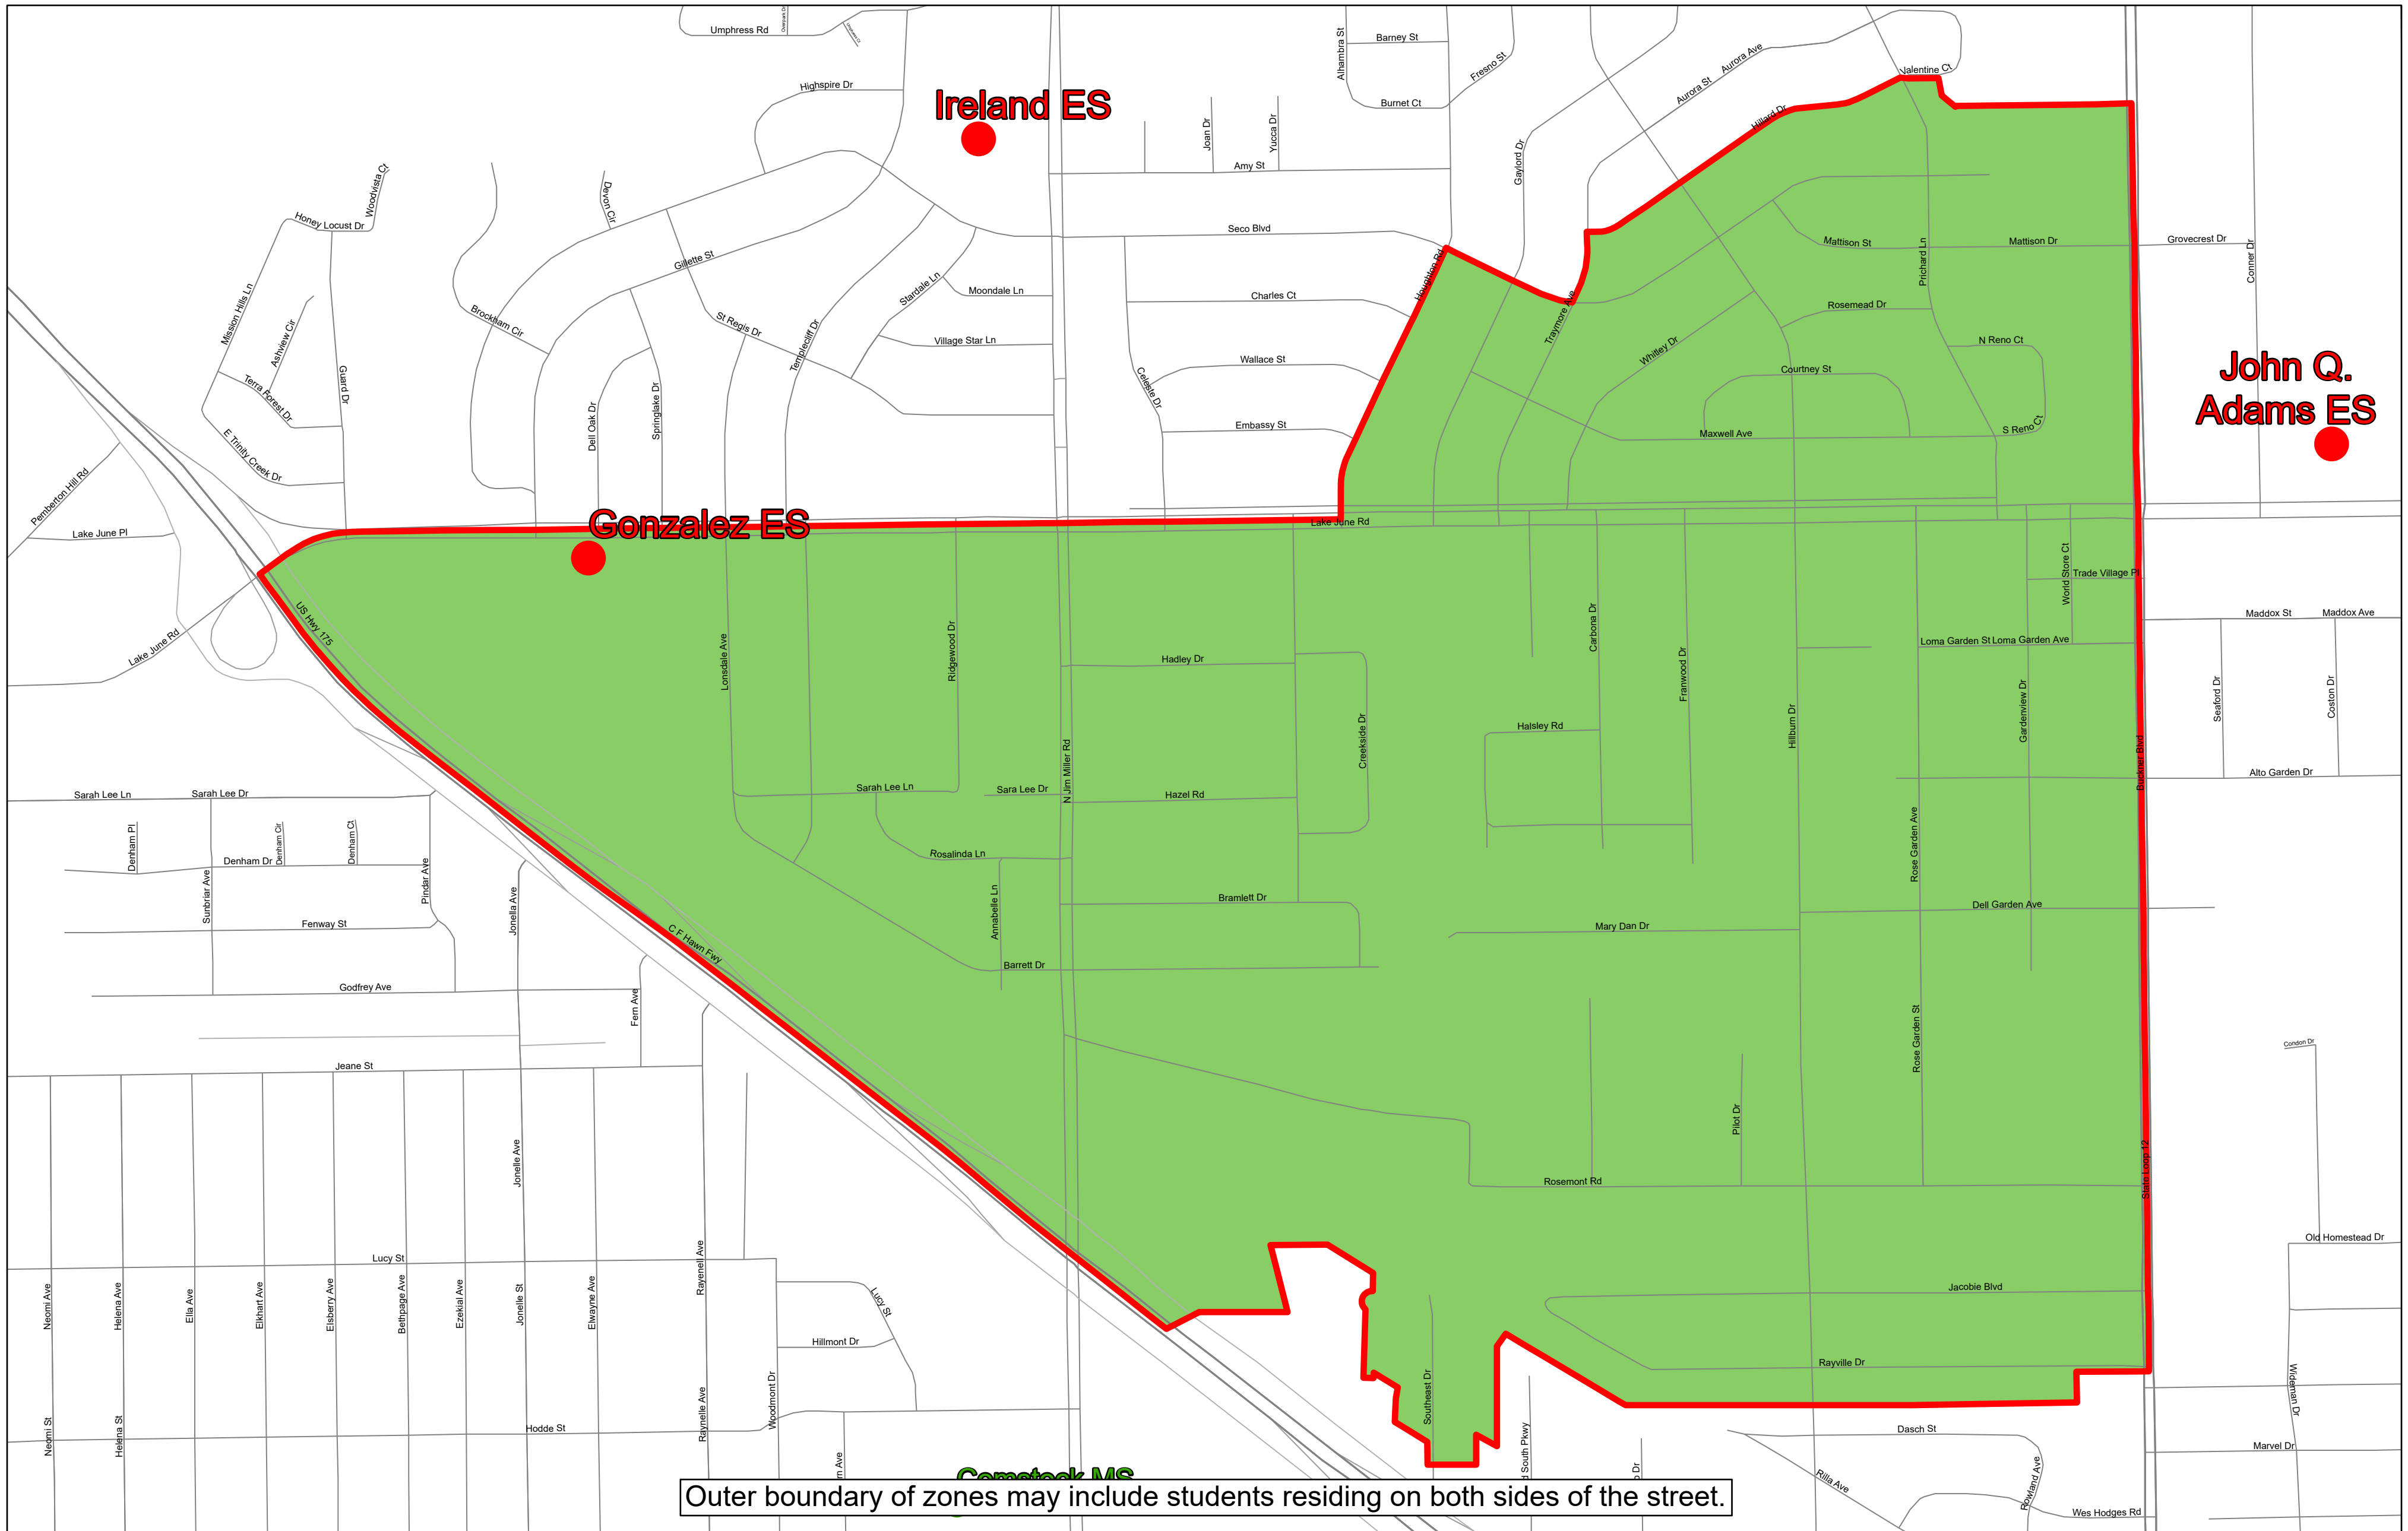 Umphress Rd
Barney St
Alhambra St
Fresno St
Burnet Ct
Aurora Ave
Aurora St
Valentine Ct
Highspire Dr
Ireland ES
Hillard Dr
Joan Dr
Yucca Dr
Gaylord Dr
Amy St
Woodvista Ct
Honey Locust Dr
Devon Cir
Seco Blvd
Mattison St
Mattison Dr
Grovecrest Dr
Conner Dr
Prichard Ln
Gillette St
Stardale Ln
Moondale Ln
Houghton Rd
Charles Ct
Traymore Ave
Rosemead Dr
Mission Hills Ln
Ashview Cir
Brockham Cir
St Regis Dr
Templecliff Dr
Village Star Ln
Whitley Dr
N Reno Ct
Wallace St
Courtney St
John Q.
Adams ES
Terra Forest Dr
Guard Dr
Celeste Dr
Dell Oak Dr
Springlake Dr
Embassy St
Maxwell Ave
S Reno Ct
E Trinity Creek Dr
Pemberton Hill Rd
Lake June Pl
Gonzalez ES
Lake June Rd
World Store Ct
Trade Village Pl
US Hwy 175
Lake June Rd
Lonsdale Ave
Ridgewood Dr
Hadley Dr
Carbona Dr
Franwood Dr
Loma Garden St
Loma Garden Ave
Maddox St
Maddox Ave
Seaford Dr
Coston Dr
Hillburn Dr
Gardenview Dr
Halsley Rd
Creekside Dr
N Jim Miller Rd
Buckner Blvd
Alto Garden Dr
Sarah Lee Ln
Sarah Lee Dr
Sarah Lee Ln
Sara Lee Dr
Hazel Rd
Denham Pl
Denham Cir
Denham Ct
Denham Dr
Sunbriar Ave
Pindar Ave
Jonella Ave
Rosalinda Ln
Annabelle Ln
Bramlett Dr
Rose Garden Ave
Dell Garden Ave
Fenway St
C F Hawn Fwy
Mary Dan Dr
Barrett Dr
Godfrey Ave
Fern Ave
Rose Garden St
Condon Dr
Jeane St
Pilot Dr
Jonelle Ave
Rosemont Rd
State Loop 12
Old Homestead Dr
Lucy St
Rayenell Ave
Neomi Ave
Helena Ave
Ella Ave
Elkhart Ave
Elsberry Ave
Bethpage Ave
Ezekial Ave
Jonelle St
Elwayne Ave
Lucy St
Jacobie Blvd
Hillmont Dr
Rayville Dr
Southeast Dr
Wideman Dr
Woodmont Dr
Raynelle Ave
Neomi St
Helena St
Hodde St
Dasch St
Marvel Dr
Rilla Ave
Rowland Ave
Wes Hodges Rd
Comstock MS
Outer boundary of zones may include students residing on both sides of the street.